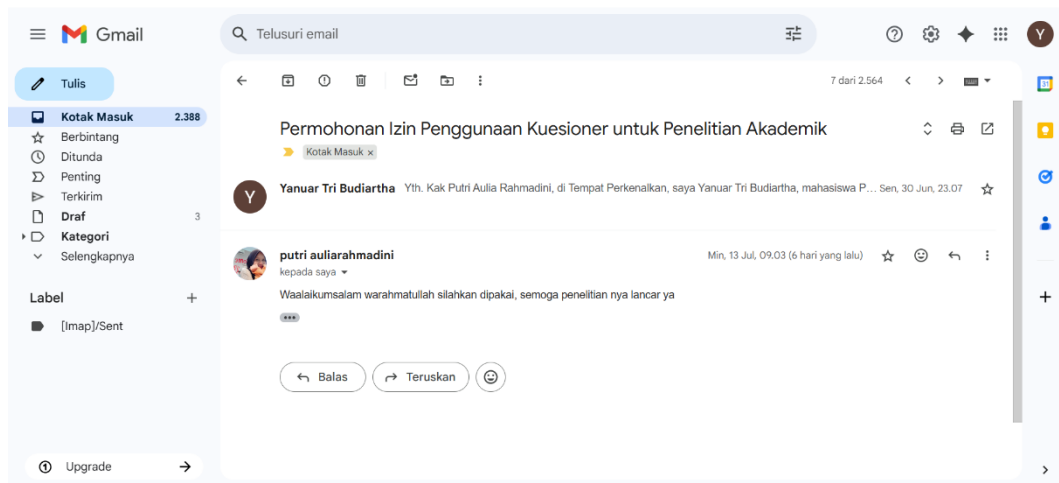 Gmail
Telusuri email
Y
Tulis
7 dari 2.564
31
Kotak Masuk 2.388
Berbintang
Ditunda
Penting
Terkirim
Draf 3
Kategori
Selengkapnya
Label
[Imap]/Sent
Upgrade
Permohonan Izin Penggunaan Kuesioner untuk Penelitian Akademik
Kotak Masuk x
Y
Yanuar Tri Budiartha Yth. Kak Putri Aulia Rahmadini, di Tempat Perkenalkan, saya Yanuar Tri Budiartha, mahasiswa P... Sen, 30 Jun, 23.07
putri auliarahmadini Min, 13 Jul, 09.03 (6 hari yang lalu)
kepada saya
Waalaikumsalam warahmatullah silahkan dipakai, semoga penelitian nya lancar ya
Balas
Teruskan